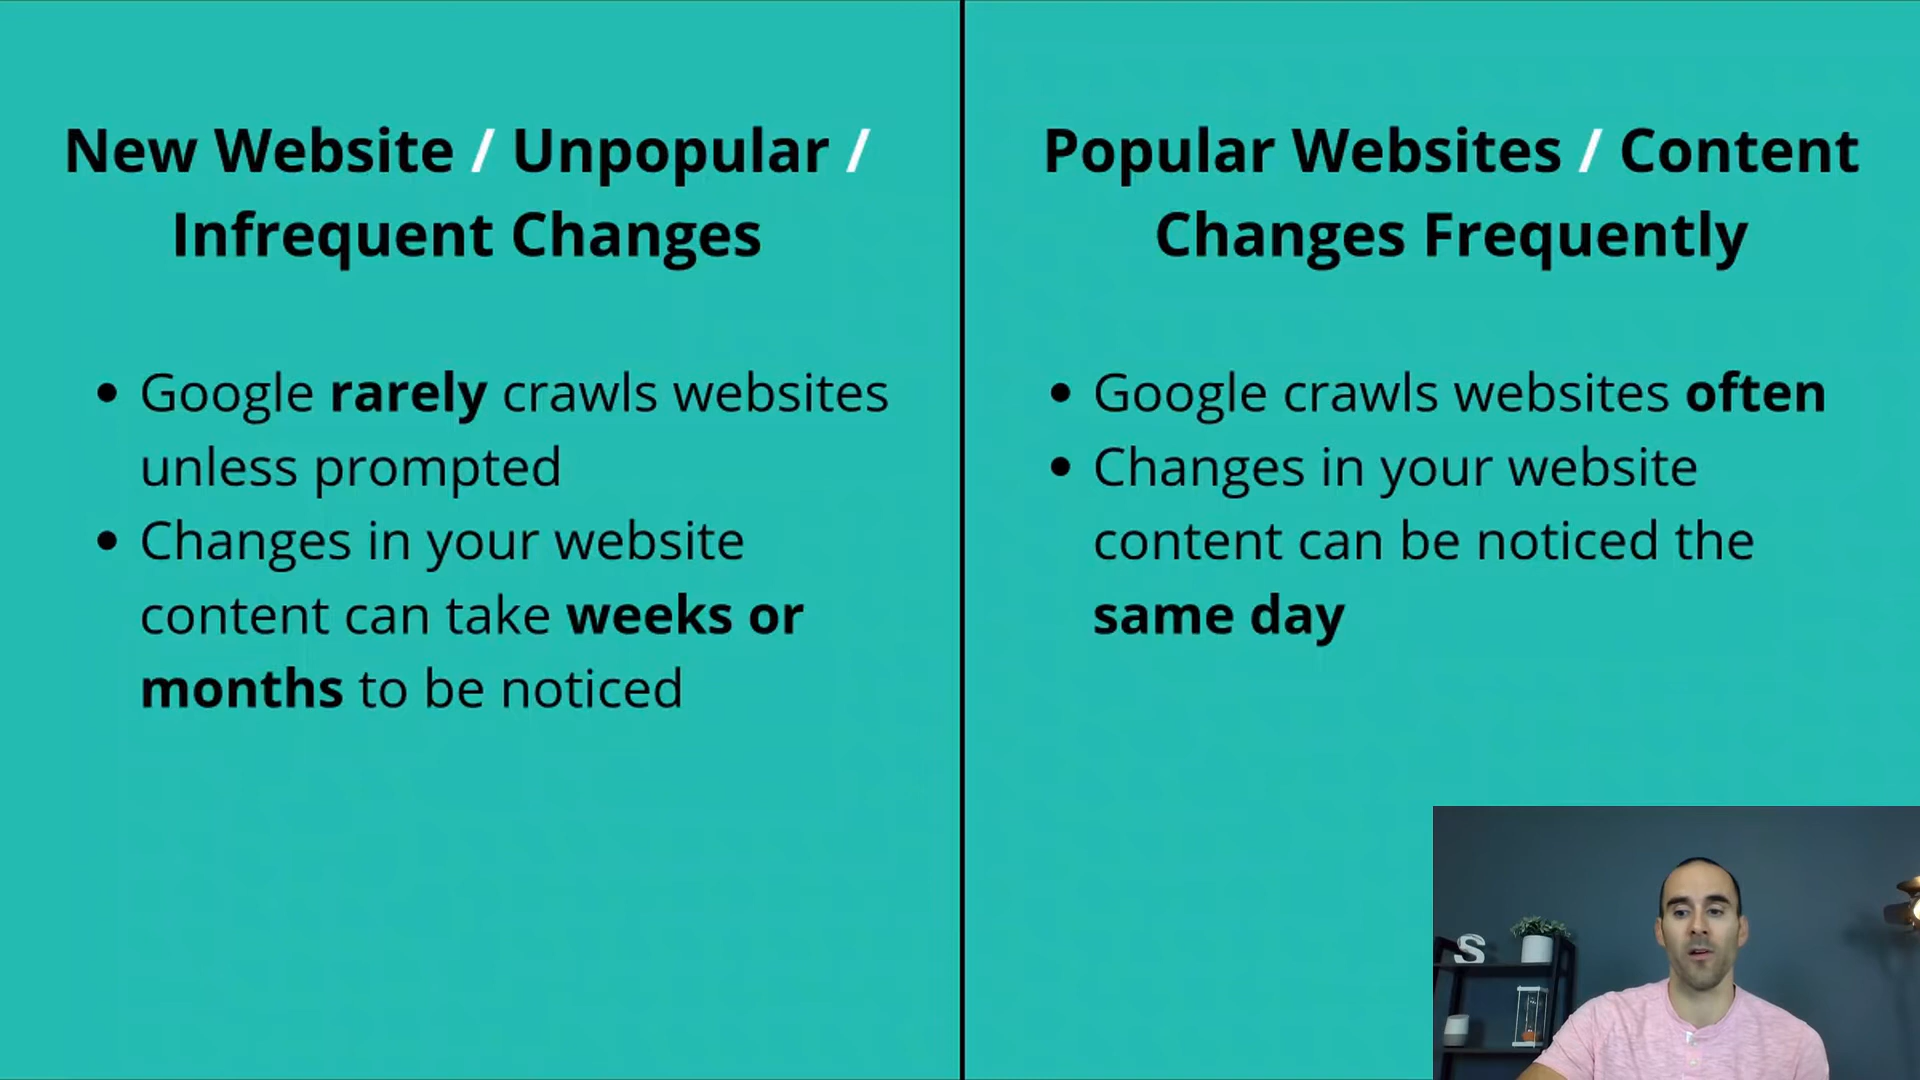 New Website / Unpopular /
Infrequent Changes
Google rarely crawls websites
unless prompted
Changes in your website
content can take weeks or
months to be noticed
Popular Websites / Content
Changes Frequently
Google crawls websites often
Changes in your website
content can be noticed the
same day
S